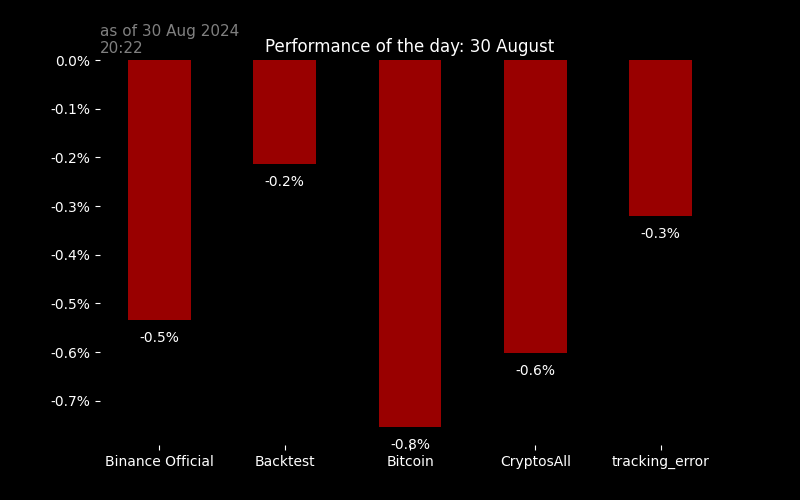 as of 30 Aug 2024
20:22
Performance of the day: 30 August
0.0%
-0.1%
-0.2%
-0.3%
-0.4%
-0.5%
-0.6%
-0.7%
-0.5%
-0.2%
-0.8%
-0.6%
-0.3%
Binance Official
Backtest
Bitcoin
CryptosAll
tracking_error